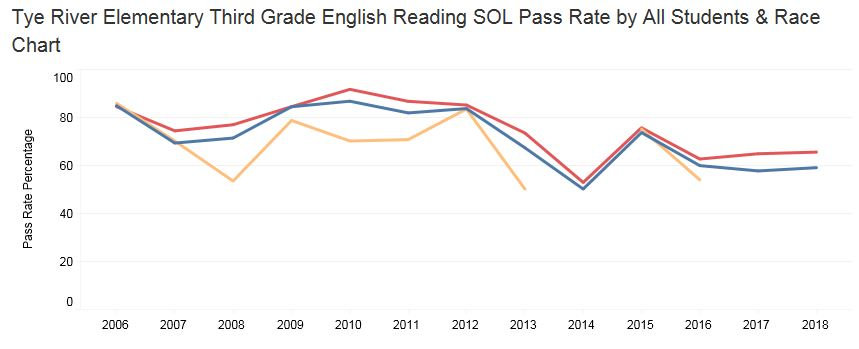 Tye River Elementary Third Grade English Reading SOL Pass Rate by All Students & Race
Chart
Pass Rate Percentage
100
80
60
40
20
0
2006 2007 2008 2009 2010 2011 2012 2013 2014 2015 2016 2017 2018